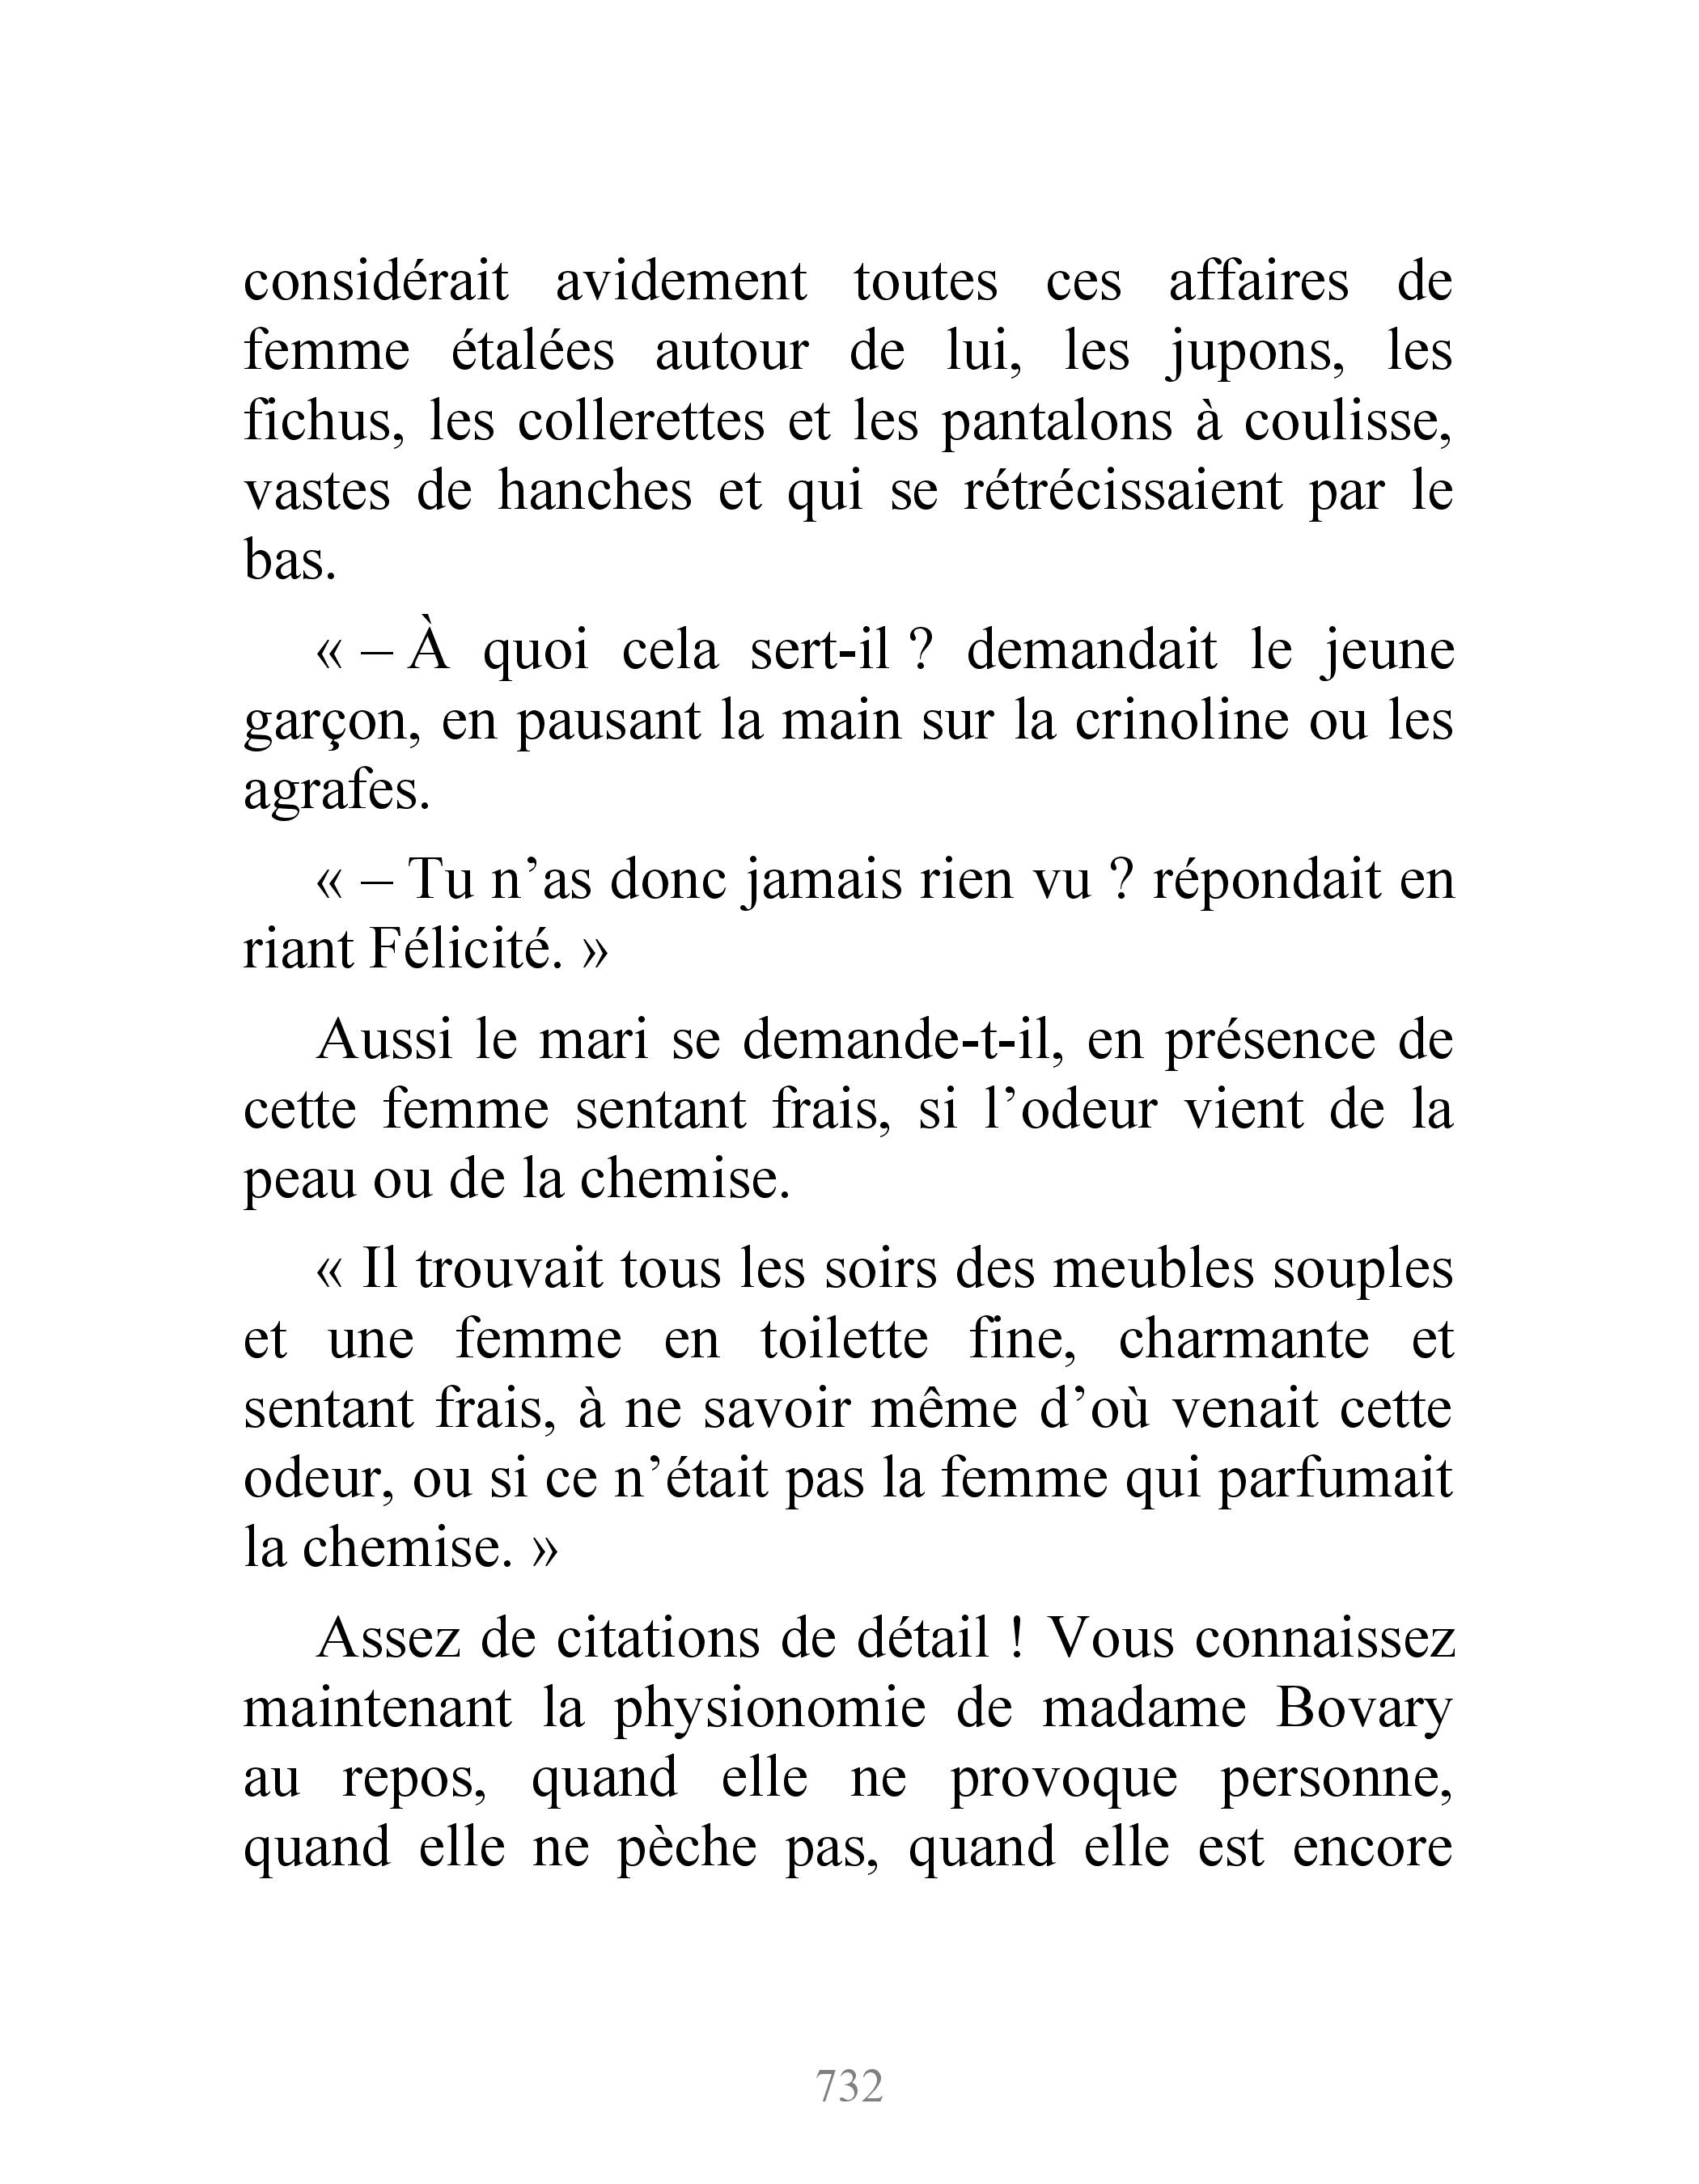 considérait avidement toutes ces affaires de
femme étalées autour de lui, les jupons, les
fichus, les collerettes et les pantalons à coulisse,
vastes de hanches et qui se rétrécissaient par le
bas.
« – À quoi cela sert-il ? demandait le jeune
garçon, en pausant la main sur la crinoline ou les
agrafes.
« – Tu n’as donc jamais rien vu ? répondait en
riant Félicité. »
Aussi le mari se demande-t-il, en présence de
cette femme sentant frais, si l’odeur vient de la
peau ou de la chemise.
« Il trouvait tous les soirs des meubles souples
et une femme en toilette fine, charmante et
sentant frais, à ne savoir même d’où venait cette
odeur, ou si ce n’était pas la femme qui parfumait
la chemise. »
Assez de citations de détail ! Vous connaissez
maintenant la physionomie de madame Bovary
au repos, quand elle ne provoque personne,
quand elle ne pèche pas, quand elle est encore
732